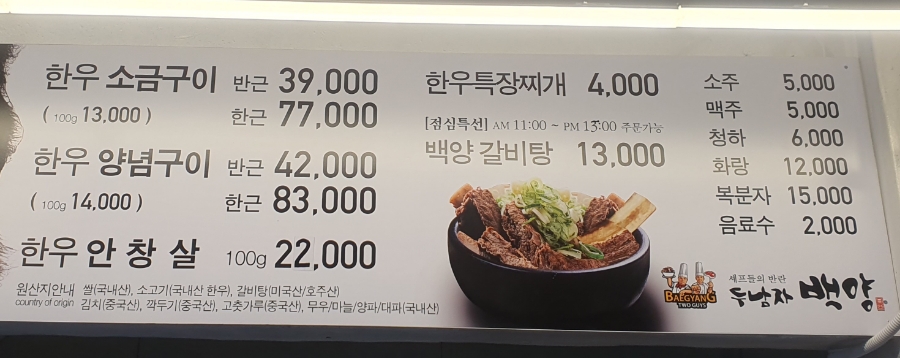 한우 소금구이 반근 39,000
( 100g 13,000 ) 한근 77,000
한우 양념구이 반근 42,000
( 100g 14,000 ) 한근 83,000
한우 안창살 100g 22,000
원산지안내 쌀(국내산), 소고기(국내산 한우), 갈비탕(미국산/호주산)
country of origin 김치(중국산), 깍두기(중국산), 고춧가루(중국산), 무우/마늘/양파/대파(국내산)
한우특장찌개 4,000
[점심특선] AM 11:00 ~ PM 13:00 주문가능
백양 갈비탕 13,000
소주 5,000
맥주 5,000
청하 6,000
화랑 12,000
복분자 15,000
음료수 2,000
BAEGYANG
TWO GUYS
셰프들의 반란
두남자 백양